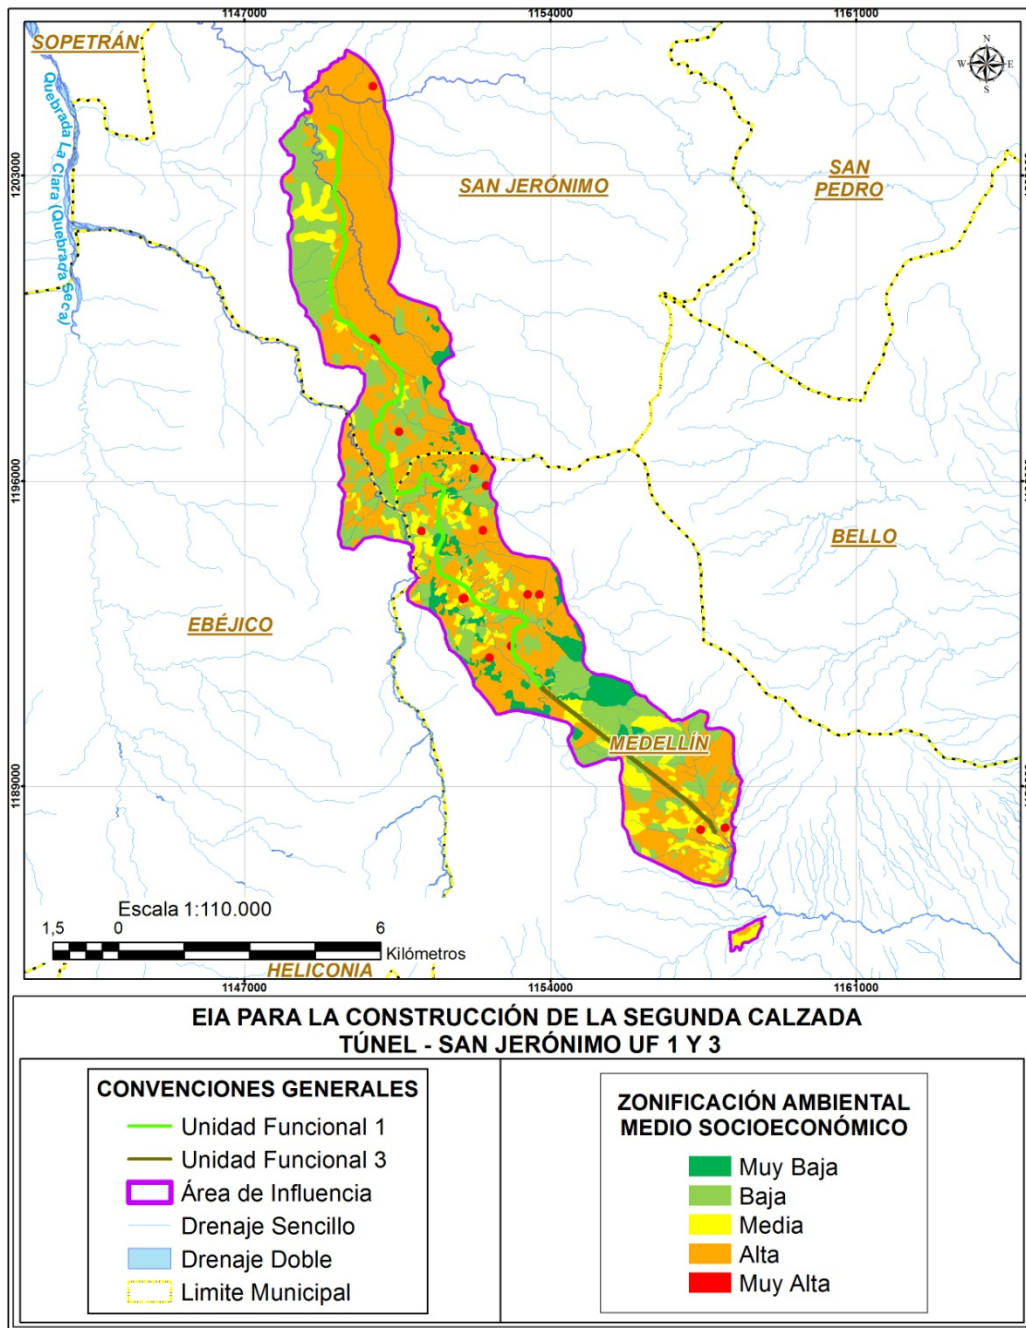 1147000
1154000
1161000
SOPETRÁN
N
W
E
S
Quebrada La Clara (Quebrada Seca)
1203000
SAN JERÓNIMO
SAN
PEDRO
1196000
BELLO
EBÉJICO
MEDELLÍN
1189000
Escala 1:110.000
1,5
0
6
Kilómetros
HELICONIA
1147000
1154000
1161000
EIA PARA LA CONSTRUCCIÓN DE LA SEGUNDA CALZADA
TÚNEL - SAN JERÓNIMO UF 1 Y 3
CONVENCIONES GENERALES
Unidad Funcional 1
Unidad Funcional 3
Área de Influencia
Drenaje Sencillo
Drenaje Doble
Limite Municipal
ZONIFICACIÓN AMBIENTAL
MEDIO SOCIOECONÓMICO
Muy Baja
Baja
Media
Alta
Muy Alta